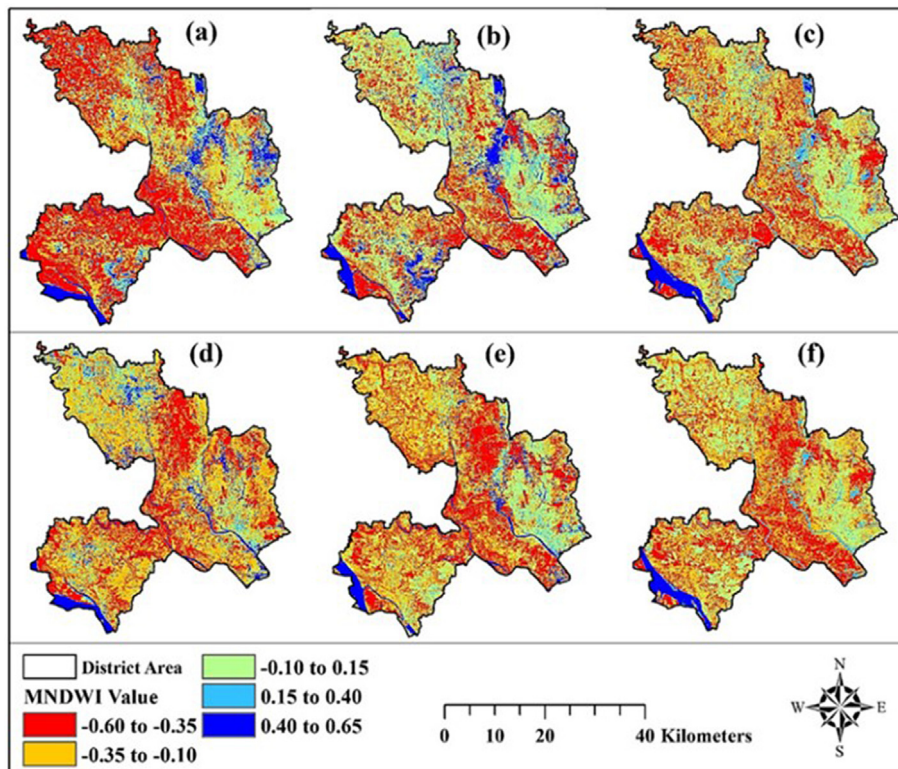 (a) (b) (c)
(d) (e) (f)
District Area
MNDWI Value
-0.60 to -0.35
-0.35 to -0.10
-0.10 to 0.15
0.15 to 0.40
0.40 to 0.65
0 10 20 40 Kilometers
N
W E
S